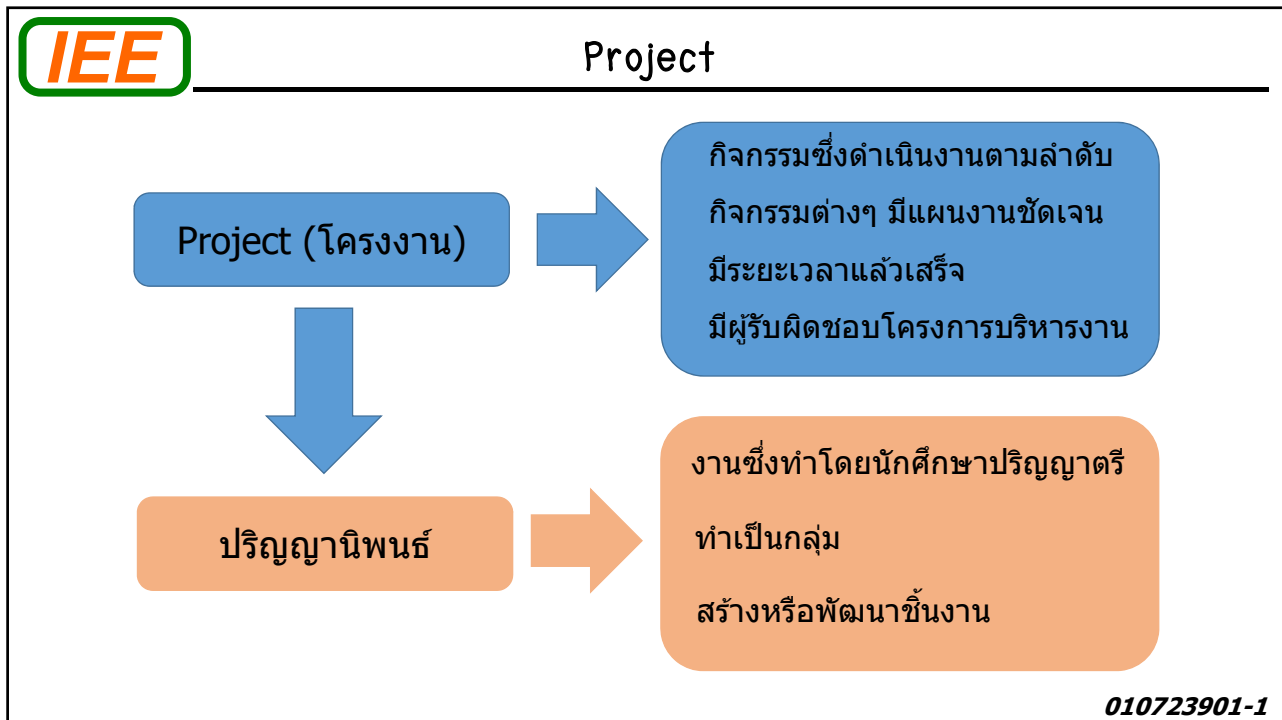 IEE
Project
Project (โครงงาน)
กิจกรรมซึ่งดำเนินงานตามลำดับ
กิจกรรมต่างๆ มีแผนงานชัดเจน
มีระยะเวลาแล้วเสร็จ
มีผู้รับผิดชอบโครงการบริหารงาน
ปริญญานิพนธ์
งานซึ่งทำโดยนักศึกษาปริญญาตรี
ทำเป็นกลุ่ม
สร้างหรือพัฒนาชิ้นงาน
010723901-1